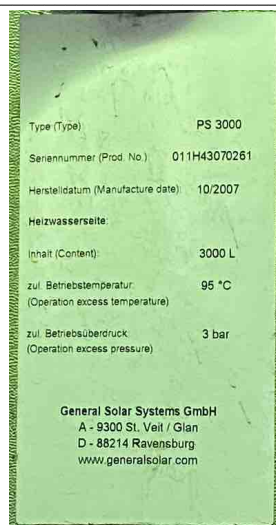 Type (Type) PS 3000
Seriennummer (Prod. No.) 011H43070261
Herstelldatum (Manufacture date): 10/2007
Heizwasserseite:
Inhalt (Content): 3000 L
zul. Betriebstemperatur: 95 °C
(Operation excess temperature)
zul. Betriebsüberdruck: 3 bar
(Operation excess pressure)
General Solar Systems GmbH
A - 9300 St. Veit / Glan
D - 88214 Ravensburg
www.generalsolar.com